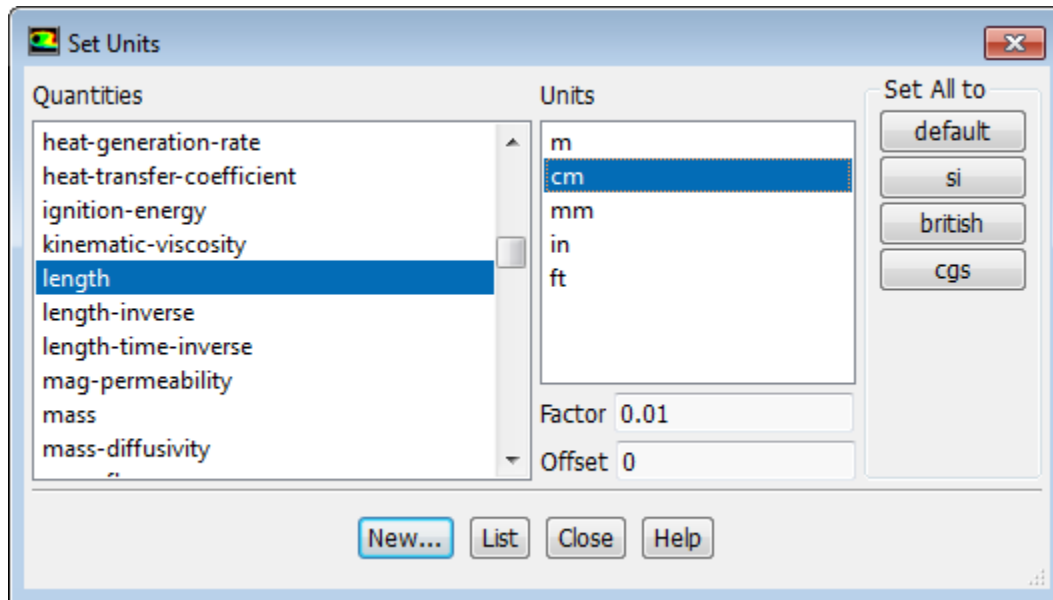 Set Units
Quantities
heat-generation-rate
heat-transfer-coefficient
ignition-energy
kinematic-viscosity
length
length-inverse
length-time-inverse
mag-permeability
mass
mass-diffusivity
Units
m
cm
mm
in
ft
Factor 0.01
Offset 0
Set All to
default
si
british
cgs
New... List Close Help